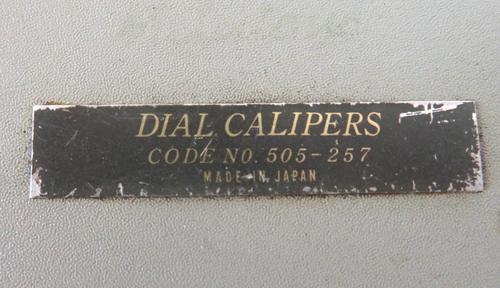 DIAL CALIPERS
CODE NO. 505-257
MADE IN JAPAN